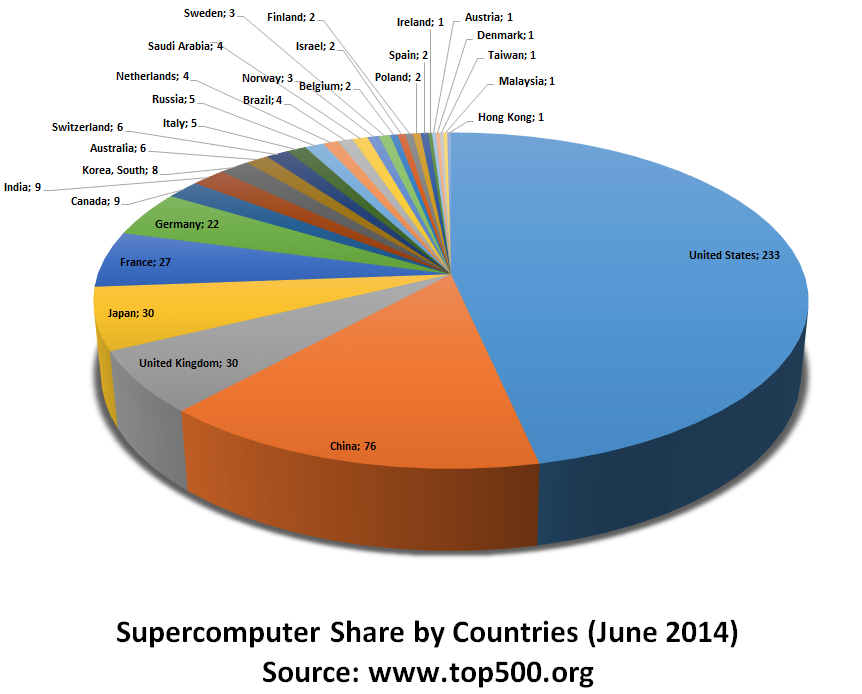 Sweden; 3
Finland; 2
Ireland; 1
Austria; 1
Denmark; 1
Saudi Arabia; 4
Israel; 2
Spain; 2
Taiwan; 1
Netherlands; 4
Norway; 3
Belgium; 2
Poland; 2
Malaysia; 1
Russia; 5
Brazil; 4
Hong Kong; 1
Switzerland; 6
Italy; 5
Australia; 6
Korea, South; 8
India; 9
Canada; 9
Germany; 22
United States; 233
France; 27
Japan; 30
United Kingdom; 30
China; 76
Supercomputer Share by Countries (June 2014)
Source: www.top500.org